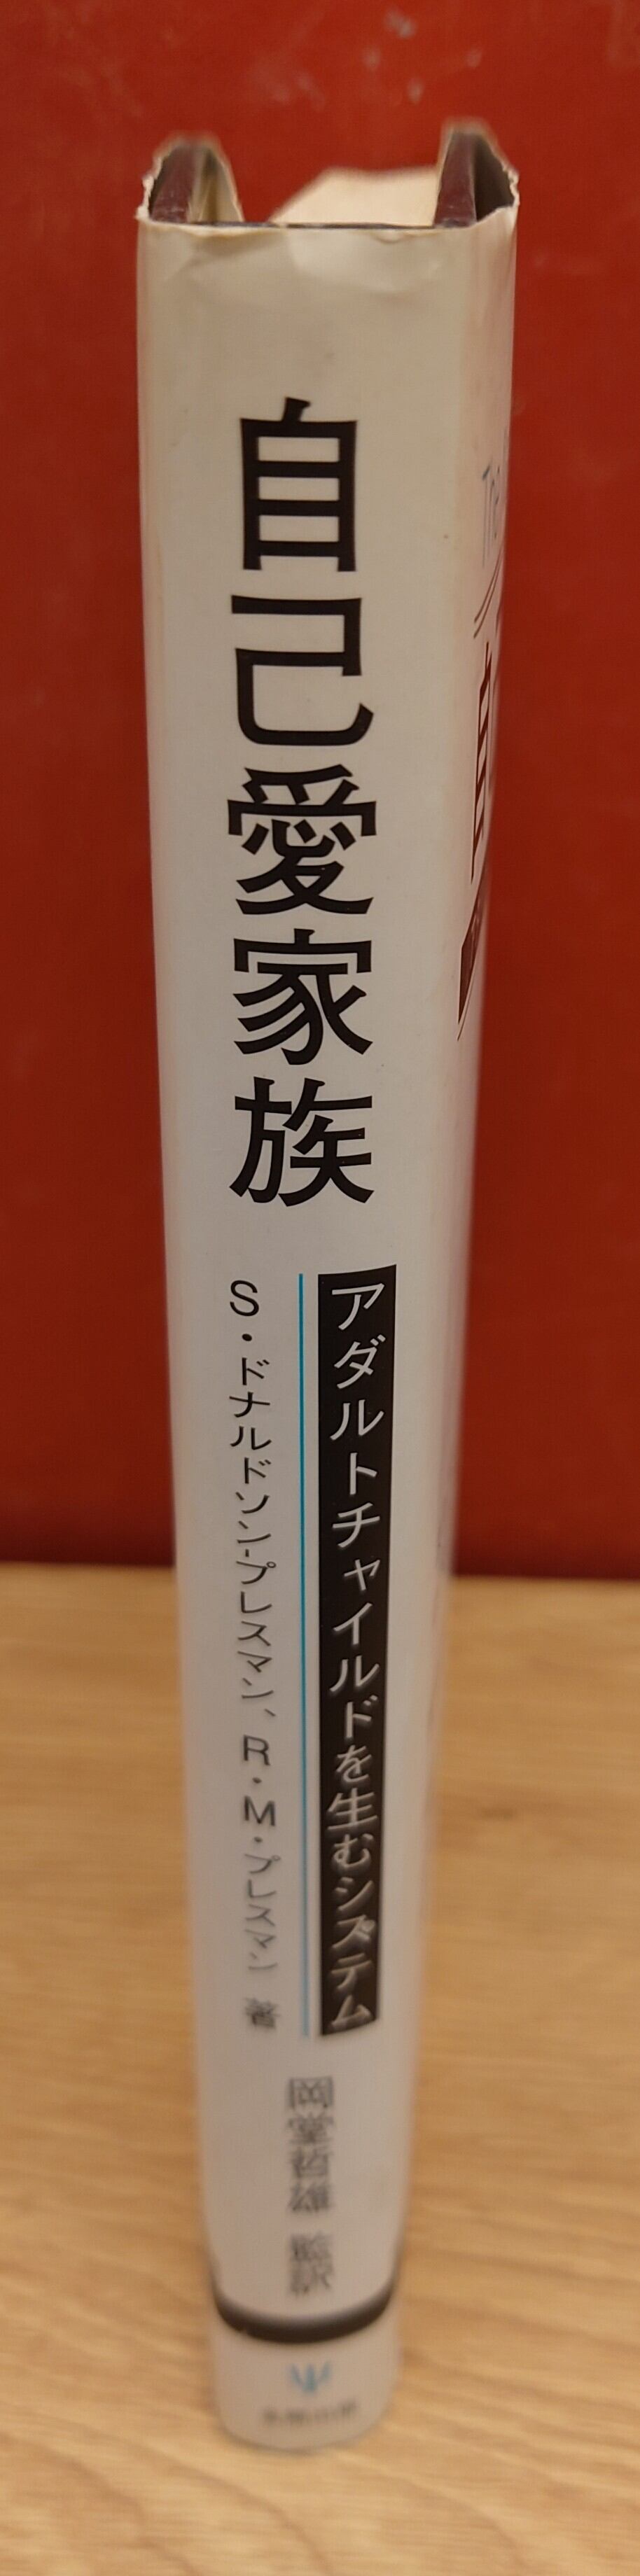 自己愛家族
アダルトチャイルドを生むシステム
S・ドナルドソン-プレスマン、R・M・プレスマン 著
岡堂哲雄 監訳
The